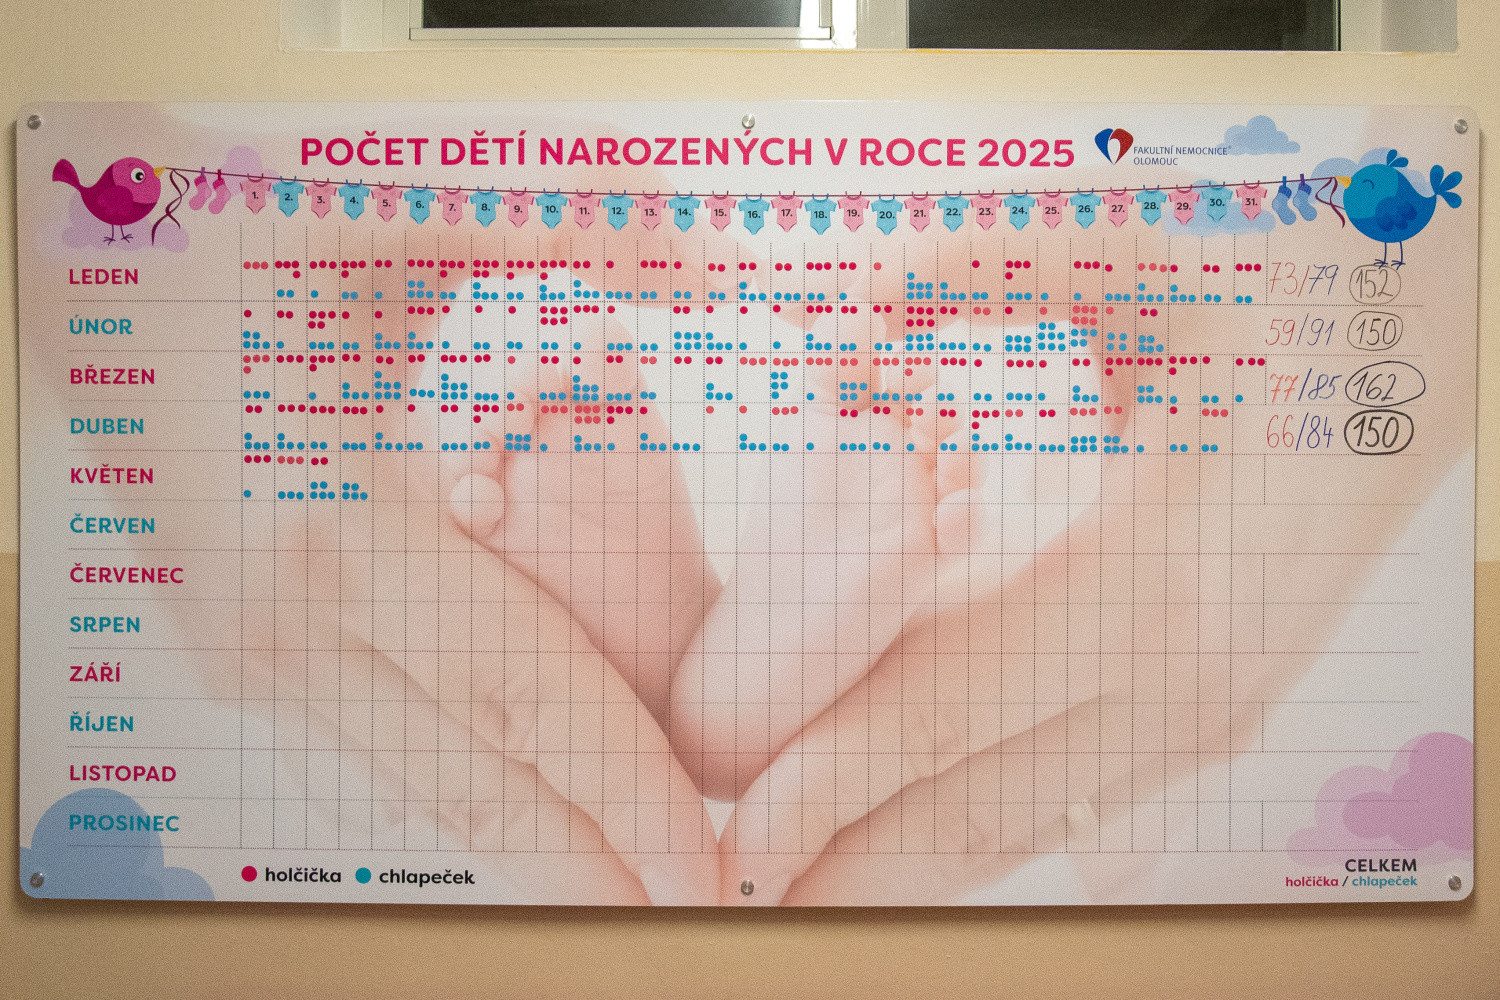 POČET DĚTÍ NAROZENÝCH V ROCE 2025
FAKULTNÍ NEMOCNICE
OLOMOUC
1. 2. 3. 4. 5. 6. 7. 8. 9. 10. 11. 12. 13. 14. 15. 16. 17. 18. 19. 20. 21. 22. 23. 24. 25. 26. 27. 28. 29. 30. 31.
LEDEN 73/79 152
ÚNOR 59/91 150
BŘEZEN 77/85 162
DUBEN 66/84 150
KVĚTEN
ČERVEN
ČERVENEC
SRPEN
ZÁŘÍ
ŘÍJEN
LISTOPAD
PROSINEC
holčička chlapeček
CELKEM
holčička / chlapeček